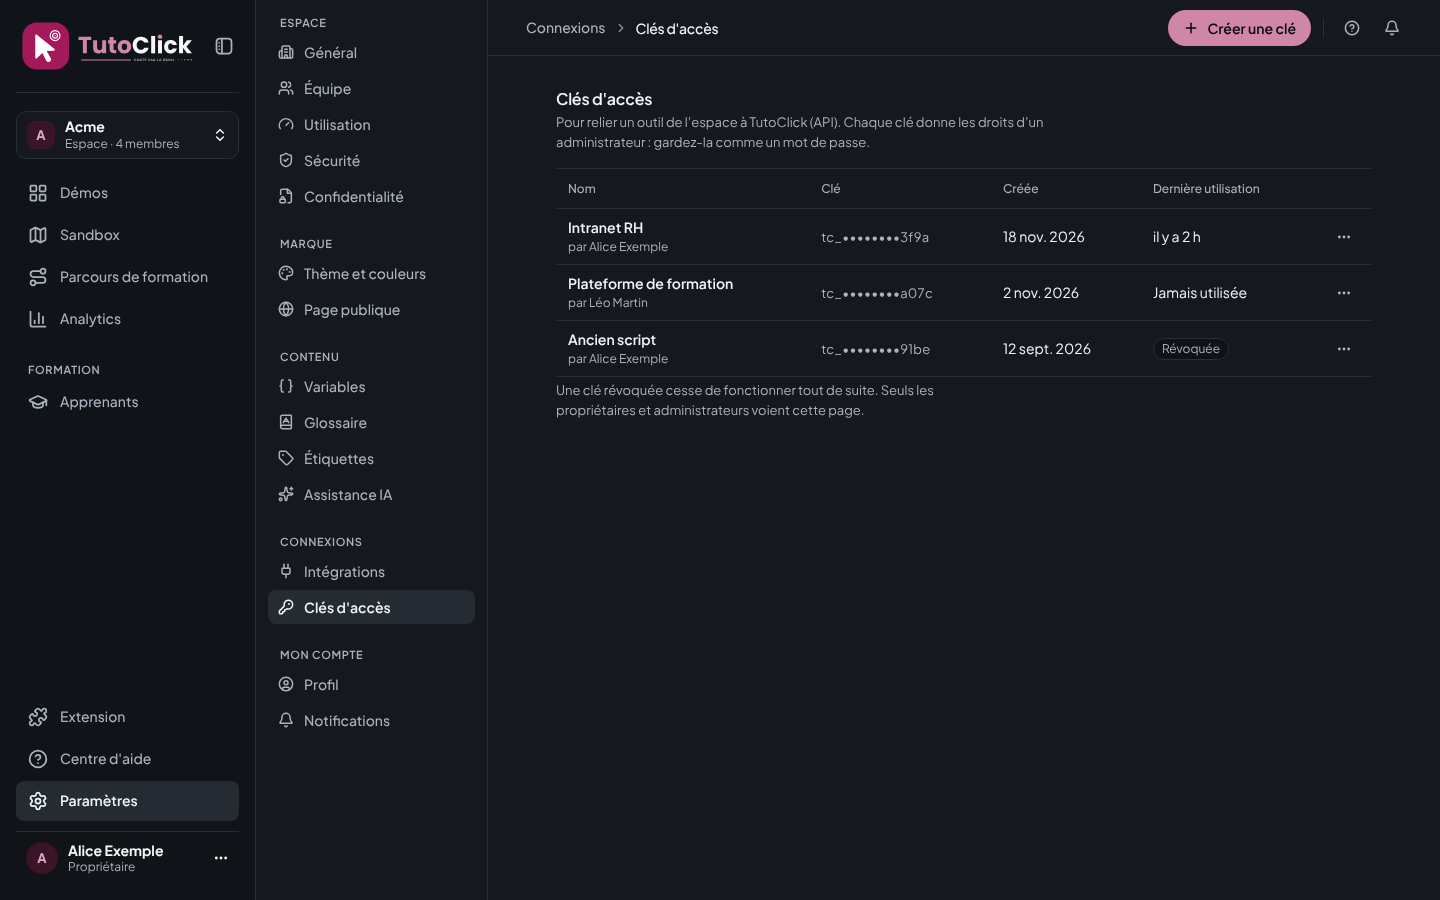 TutoClick
Acme
Espace · 4 membres
Démos
Sandbox
Parcours de formation
Analytics
FORMATION
Apprenants
Extension
Centre d'aide
Paramètres
A
Alice Exemple
Propriétaire
ESPACE
Général
Équipe
Utilisation
Sécurité
Confidentialité
MARQUE
Thème et couleurs
Page publique
CONTENU
Variables
Glossaire
Étiquettes
Assistance IA
CONNEXIONS
Intégrations
Clés d'accès
MON COMPTE
Profil
Notifications
Connexions > Clés d'accès
+ Créer une clé
Clés d'accès
Pour relier un outil de l'espace à TutoClick (API). Chaque clé donne les droits d'un
administrateur : gardez-la comme un mot de passe.
Nom Clé Créée Dernière utilisation
Intranet RH
par Alice Exemple
tc_••••••••3f9a 18 nov. 2026 il y a 2 h
Plateforme de formation
par Léo Martin
tc_••••••••a07c 2 nov. 2026 Jamais utilisée
Ancien script
par Alice Exemple
tc_••••••••91be 12 sept. 2026 Révoquée
Une clé révoquée cesse de fonctionner tout de suite. Seuls les
propriétaires et administrateurs voient cette page.